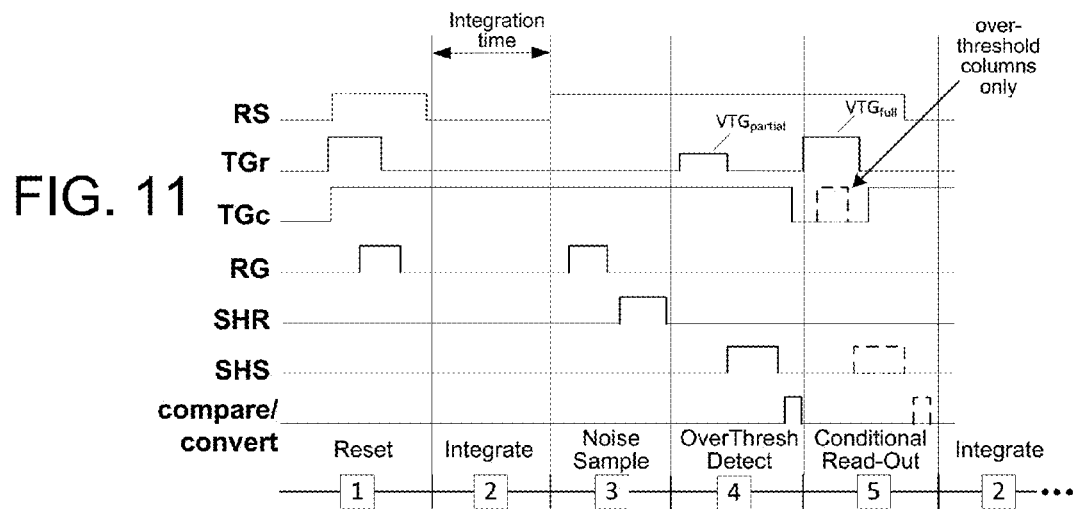 Integration
time
over-
threshold
columns
only
RS
VTGpartial
VTGfull
TGr
FIG. 11
TGc
RG
SHR
SHS
compare/
convert
Reset
Integrate
Noise
Sample
OverThresh
Detect
Conditional
Read-Out
Integrate
1
2
3
4
5
2
•••